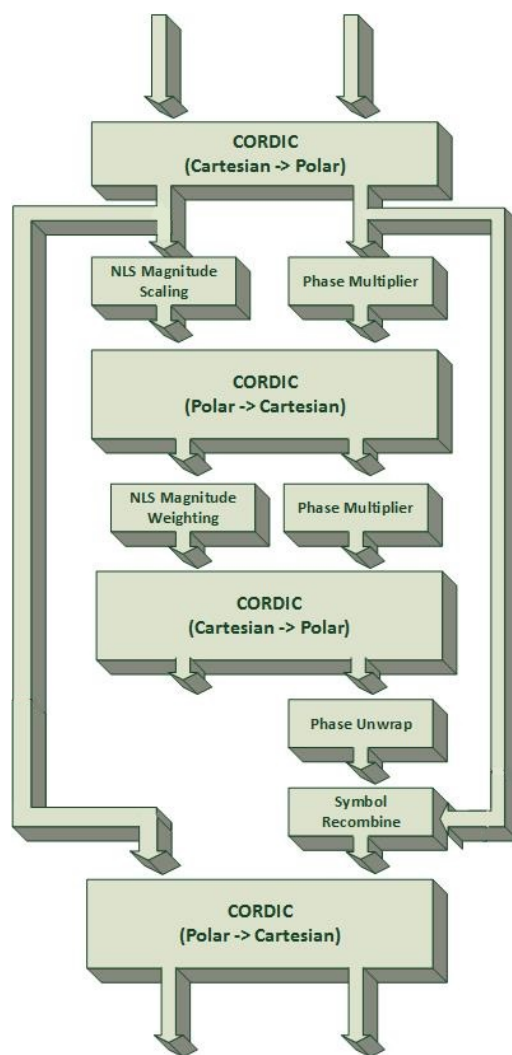 CORDIC
(Cartesian -> Polar)
NLS Magnitude
Scaling
Phase Multiplier
CORDIC
(Polar -> Cartesian)
NLS Magnitude
Weighting
Phase Multiplier
CORDIC
(Cartesian -> Polar)
Phase Unwrap
Symbol
Recombine
CORDIC
(Polar -> Cartesian)